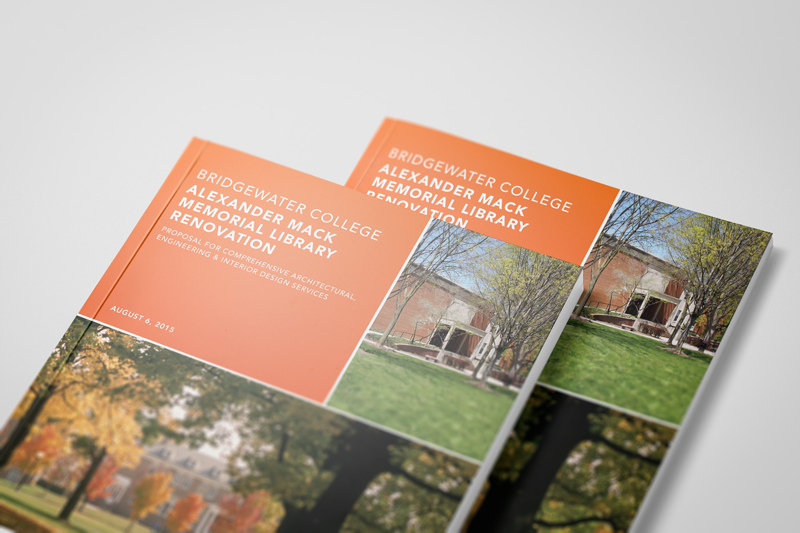 BRIDGEWATER COLLEGE
ALEXANDER MACK
MEMORIAL LIBRARY
RENOVATION
PROPOSAL FOR COMPREHENSIVE ARCHITECTURAL,
ENGINEERING & INTERIOR DESIGN SERVICES
AUGUST 6, 2015
BRIDGEWATER COLLEGE
ALEXANDER MACK
MEMORIAL LIBRARY
RENOVATION